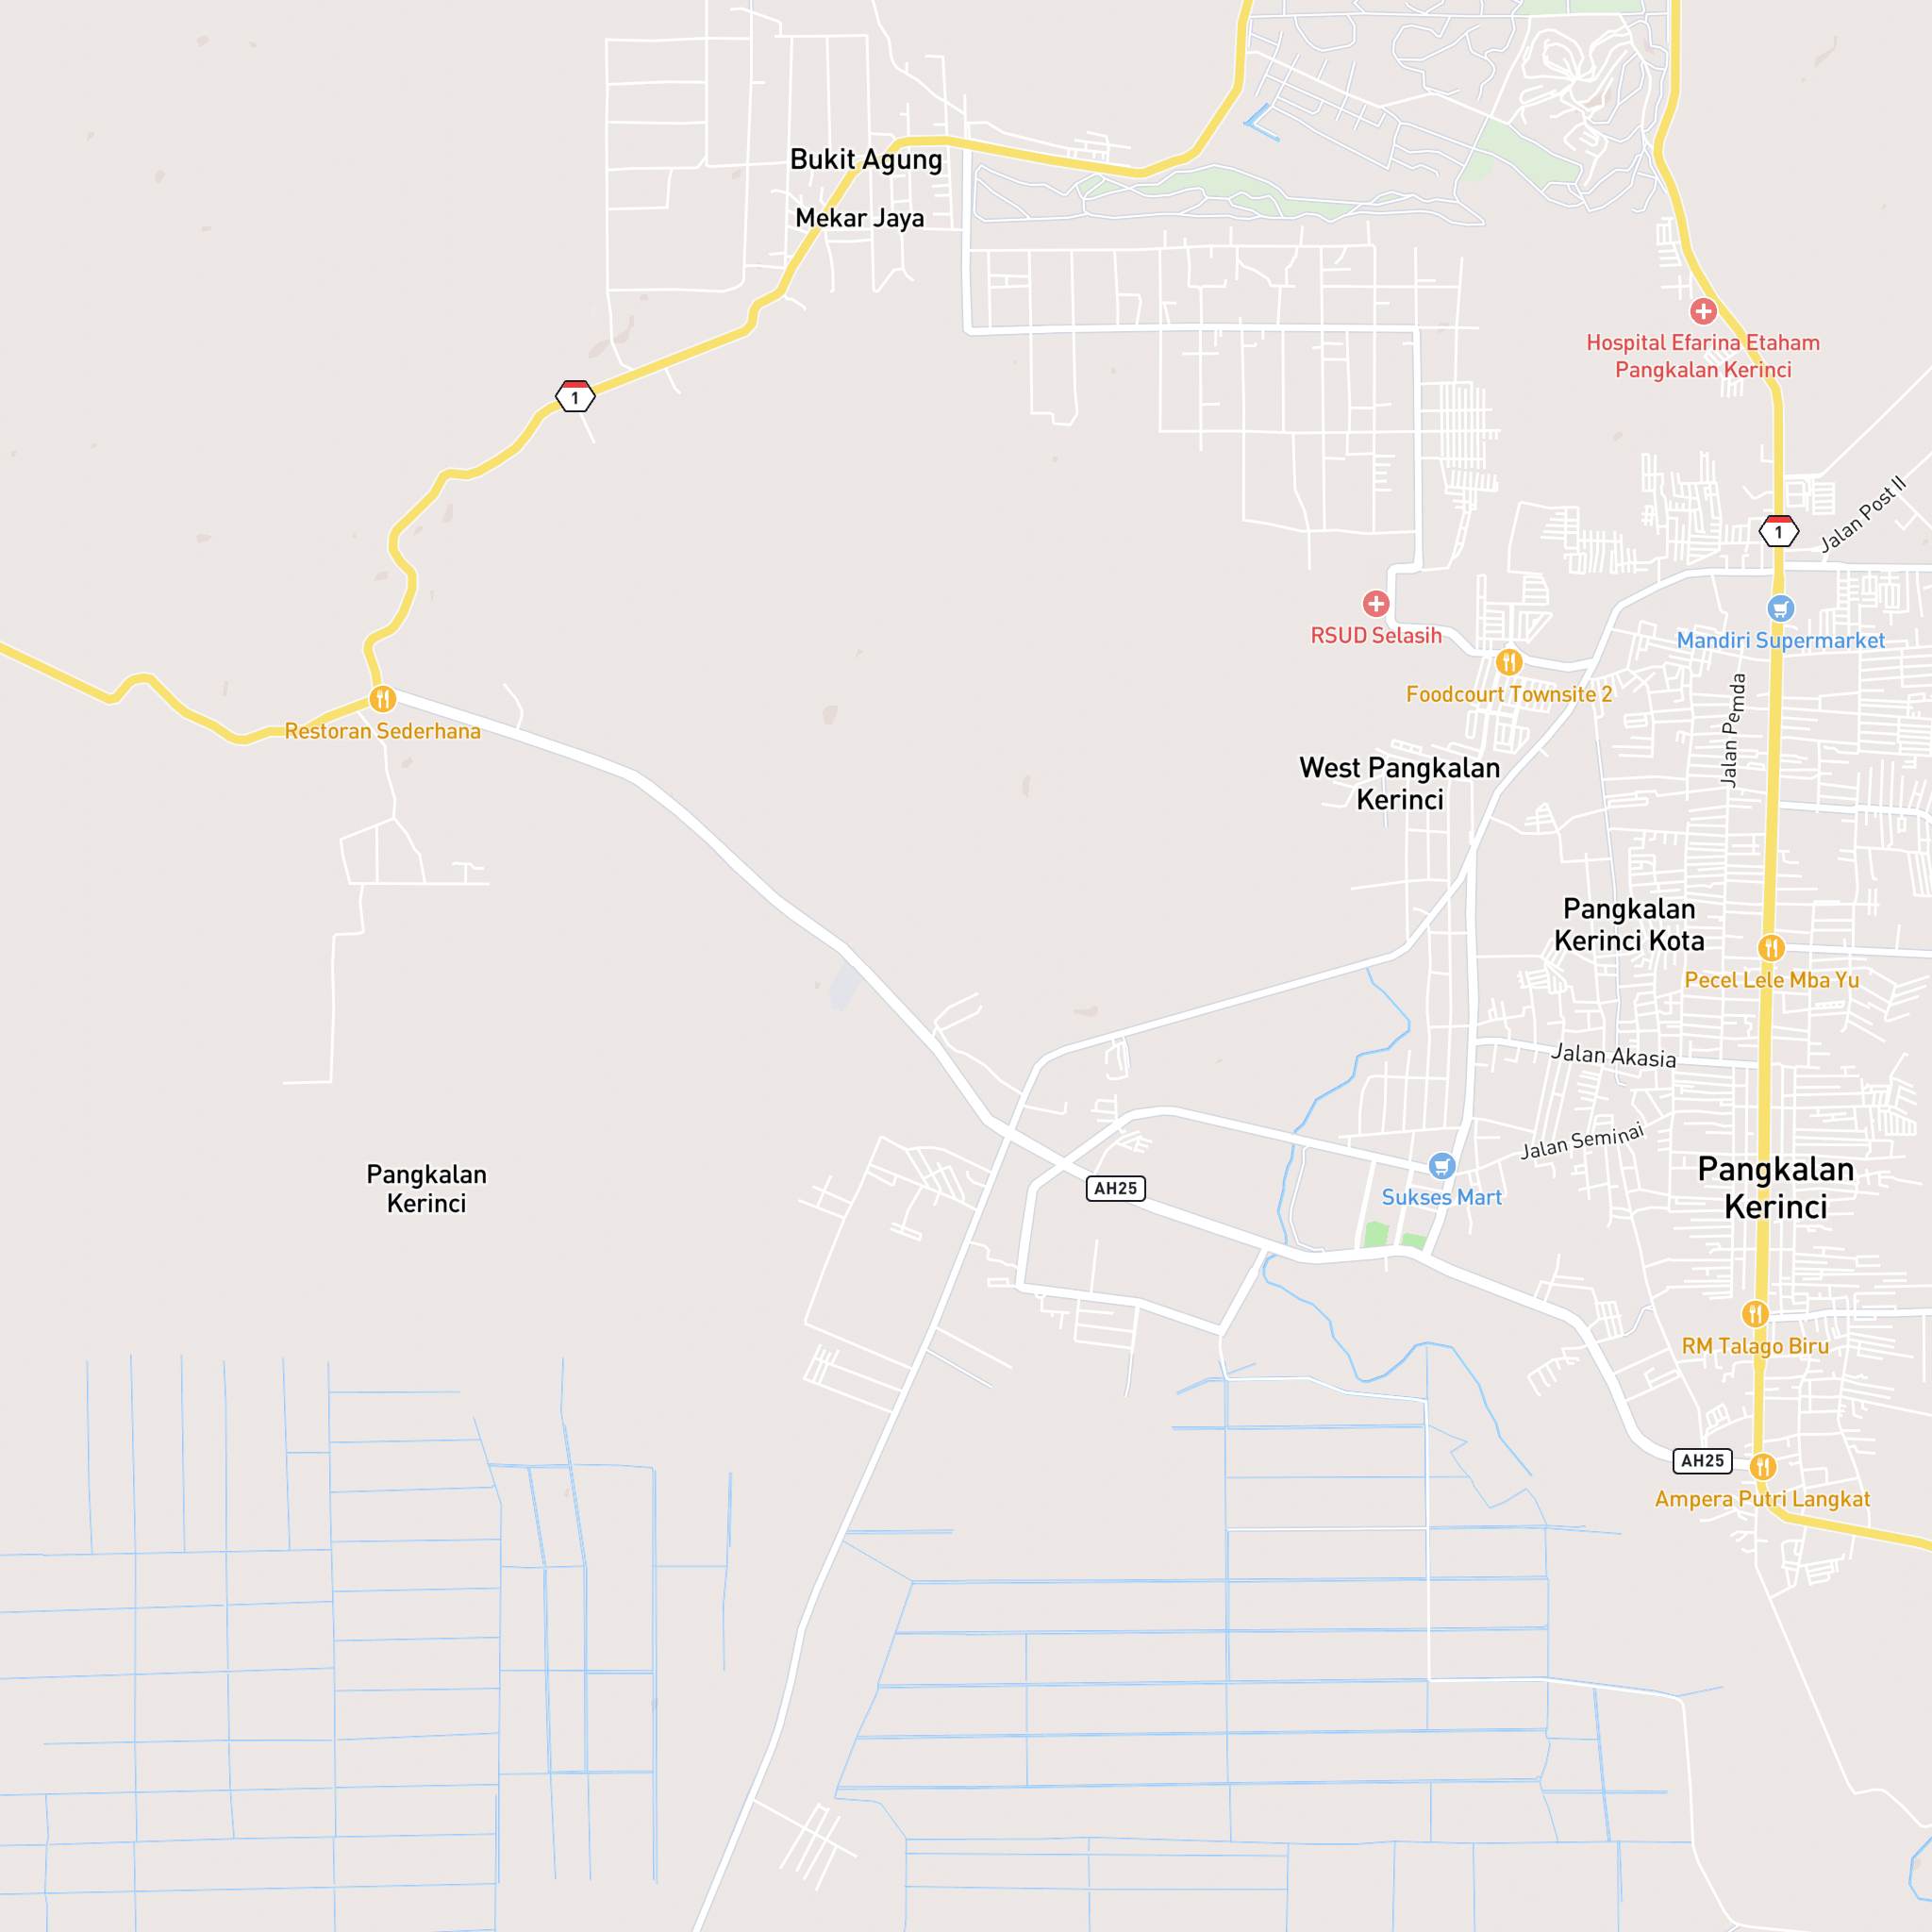 Bukit Agung
Mekar Jaya
Hospital Efarina Etaham
Pangkalan Kerinci
1
Jalan Post II
1
RSUD Selasih
Mandiri Supermarket
Foodcourt Townsite 2
Restoran Sederhana
Jalan Pemda
West Pangkalan
Kerinci
Pangkalan
Kerinci Kota
Pecel Lele Mba Yu
Jalan Akasia
Jalan Seminai
Pangkalan
Kerinci
Pangkalan
Kerinci
AH25
Sukses Mart
RM Talago Biru
AH25
Ampera Putri Langkat